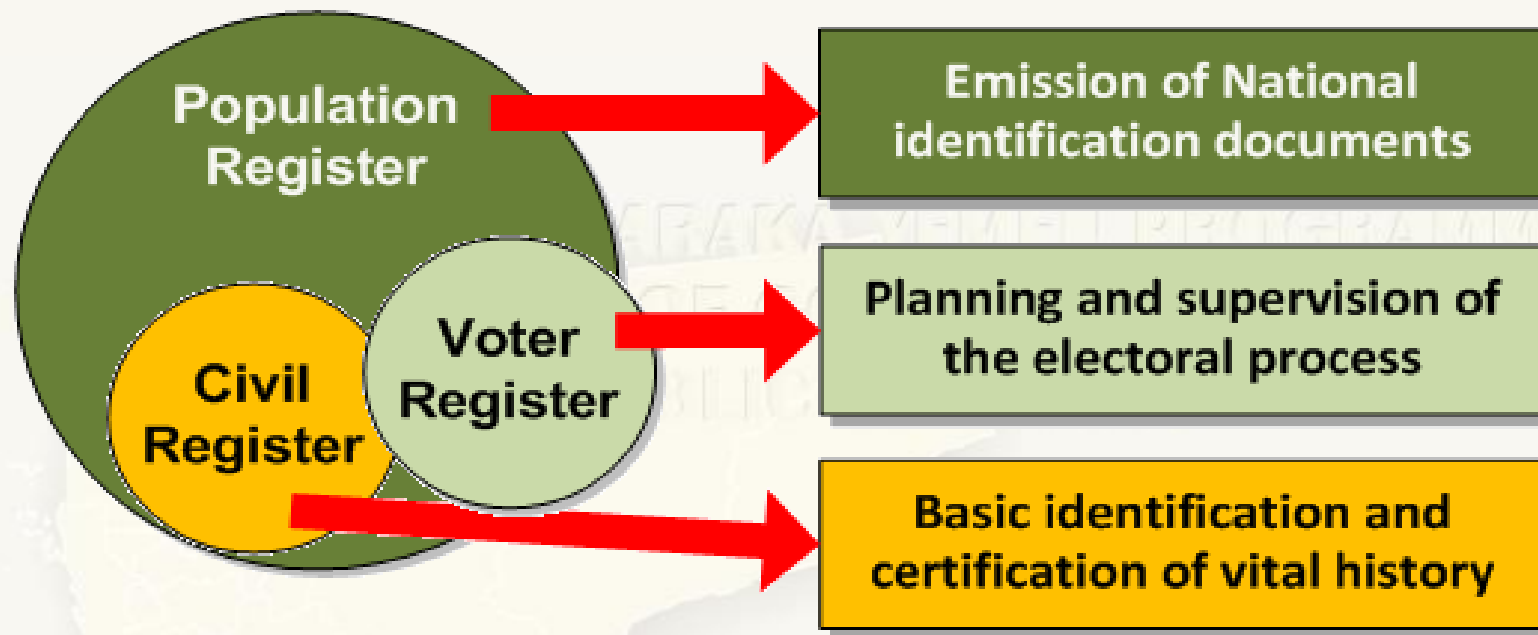 Population
Register
Civil
Register
Voter
Register
Emission of National
identification documents
Planning and supervision of
the electoral process
Basic identification and
certification of vital history